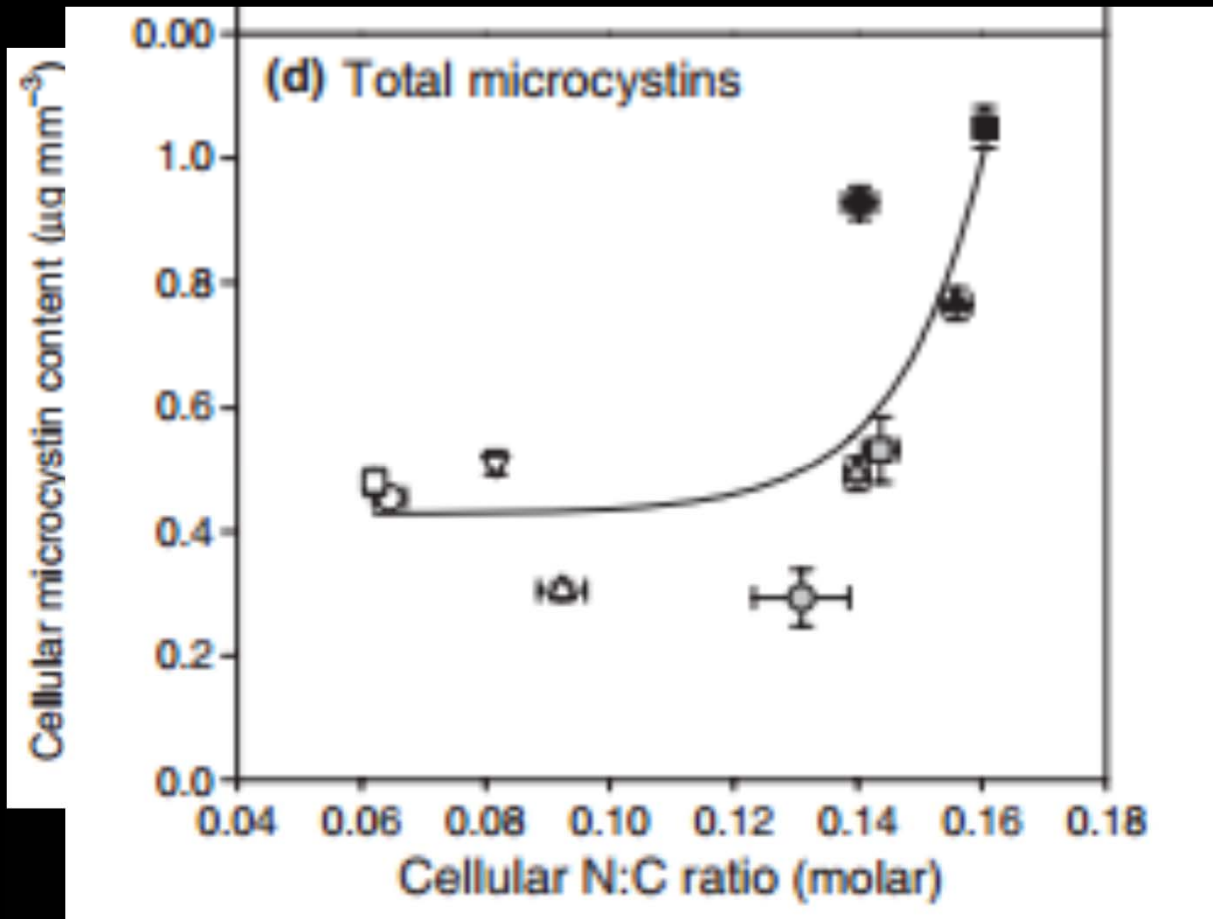 0.00
(d) Total microcystins
1.0
0.8
0.6
0.4
0.2
0.0
0.04 0.06 0.08 0.10 0.12 0.14 0.16 0.18
Cellular N:C ratio (molar)
Cellular microcystin content (µg mm⁻³)